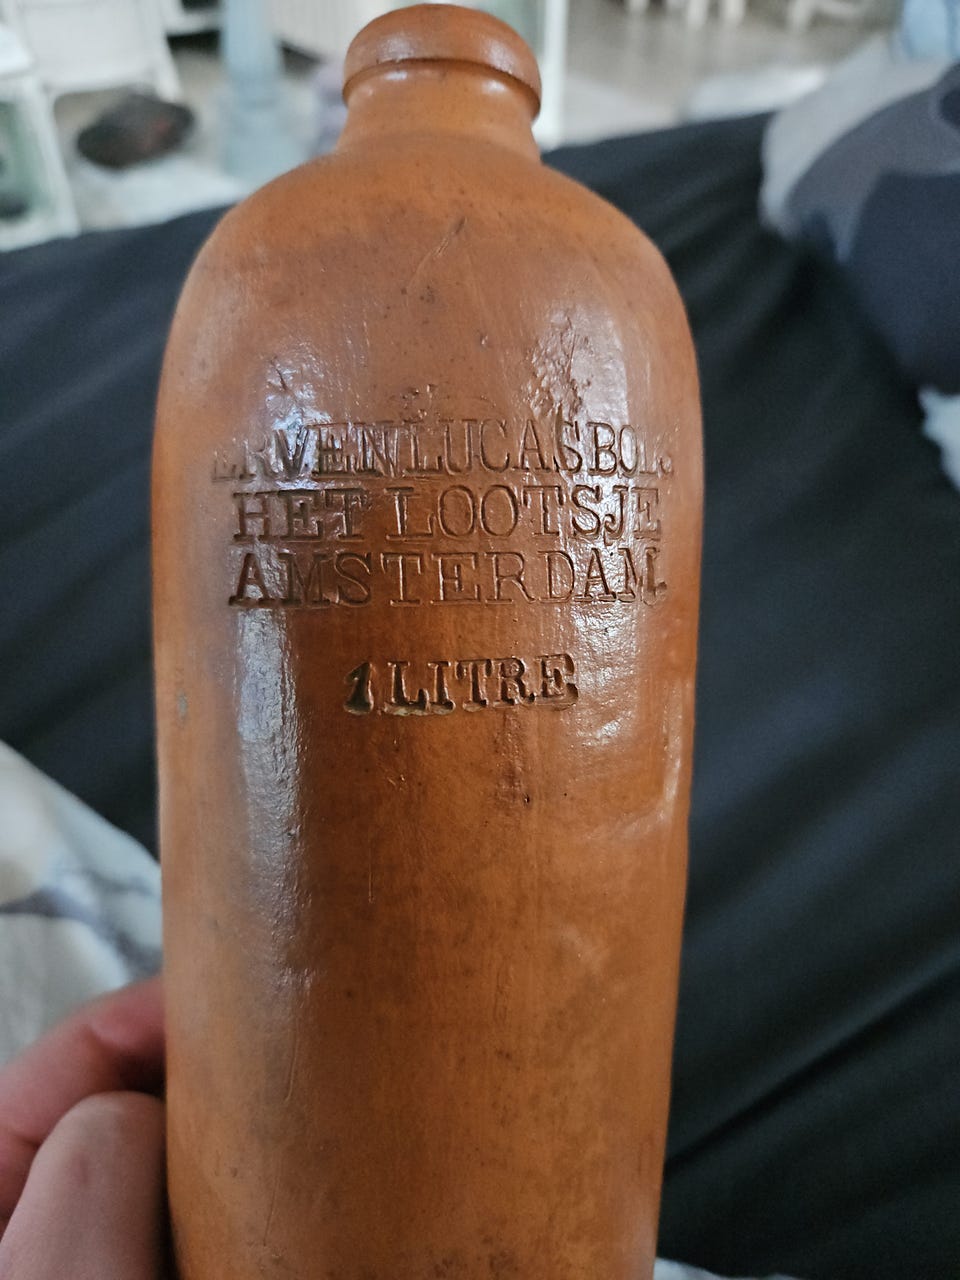 ERVEN LUCAS BOLS
HET LOOTSJE
AMSTERDAM.
1 LITRE